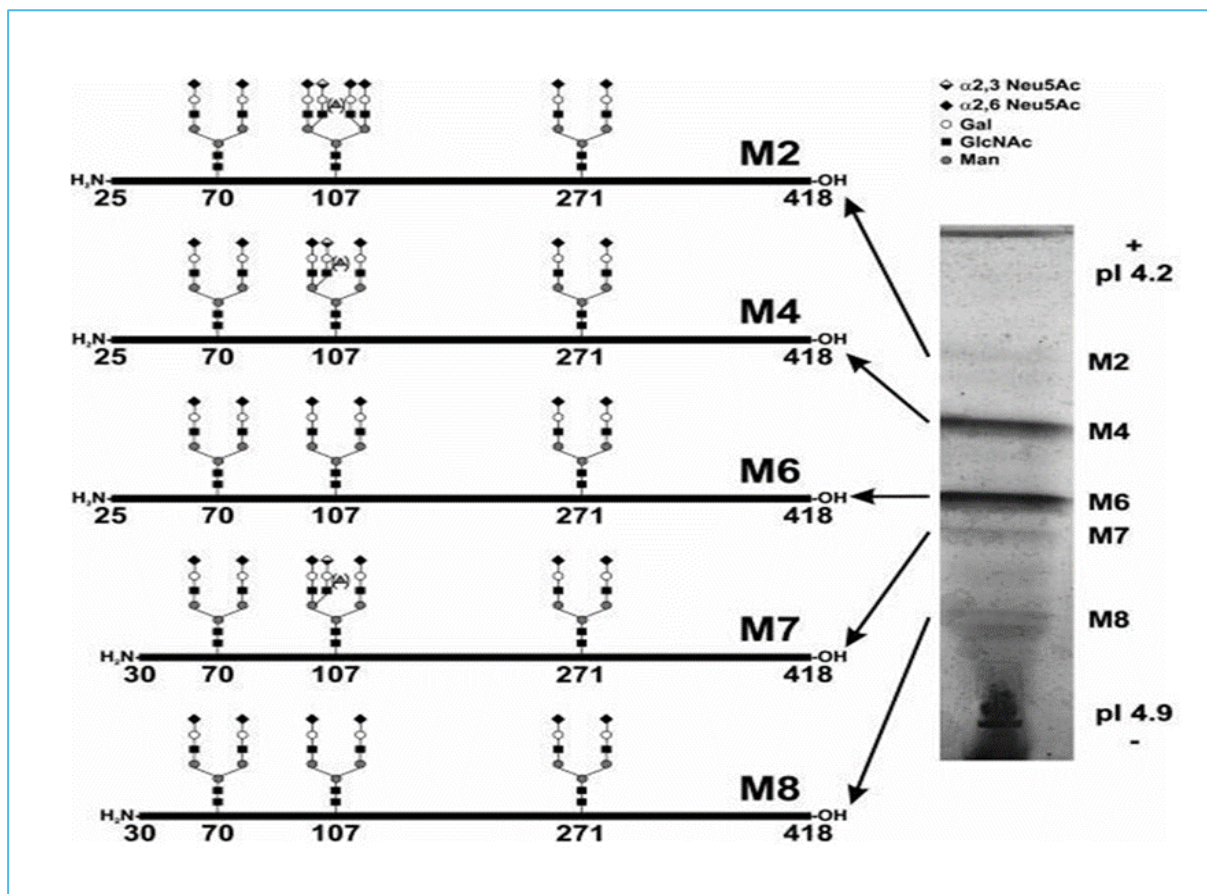 α2,3 Neu5Ac
α2,6 Neu5Ac
Gal
GlcNAc
Man
M2
H₂N -OH
25 70 107 271 418
(A)
M4
H₂N -OH
25 70 107 271 418
(A)
M6
H₂N -OH
25 70 107 271 418
M7
H₂N -OH
30 70 107 271 418
(A)
M8
H₂N -OH
30 70 107 271 418
+
pI 4.2
M2
M4
M6
M7
M8
pI 4.9
-